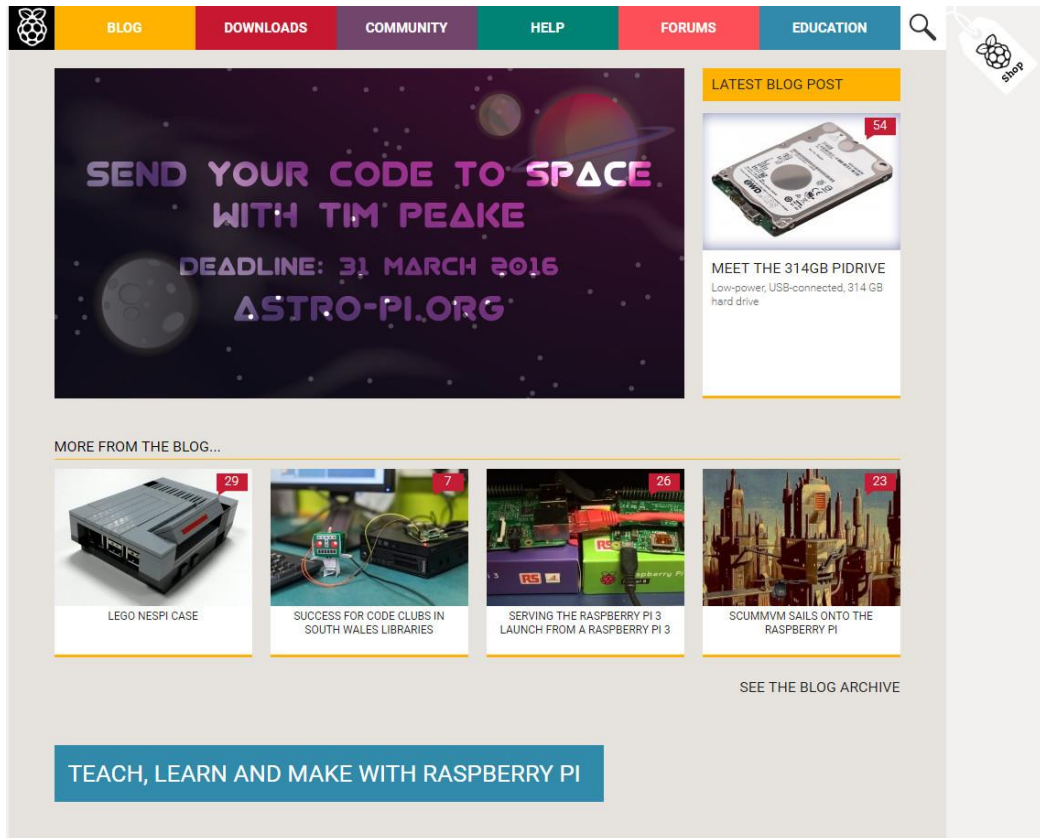 BLOG
DOWNLOADS
COMMUNITY
HELP
FORUMS
EDUCATION
shop
SEND YOUR CODE TO SPACE
WITH TIM PEAKE
DEADLINE: 31 MARCH 2016
ASTRO-PI.ORG
LATEST BLOG POST
54
MEET THE 314GB PIDRIVE
Low-power, USB-connected, 314 GB
hard drive
MORE FROM THE BLOG...
29
LEGO NESPI CASE
7
SUCCESS FOR CODE CLUBS IN
SOUTH WALES LIBRARIES
26
RS
SERVING THE RASPBERRY PI 3
LAUNCH FROM A RASPBERRY PI 3
23
SCUMMVM SAILS ONTO THE
RASPBERRY PI
SEE THE BLOG ARCHIVE
TEACH, LEARN AND MAKE WITH RASPBERRY PI